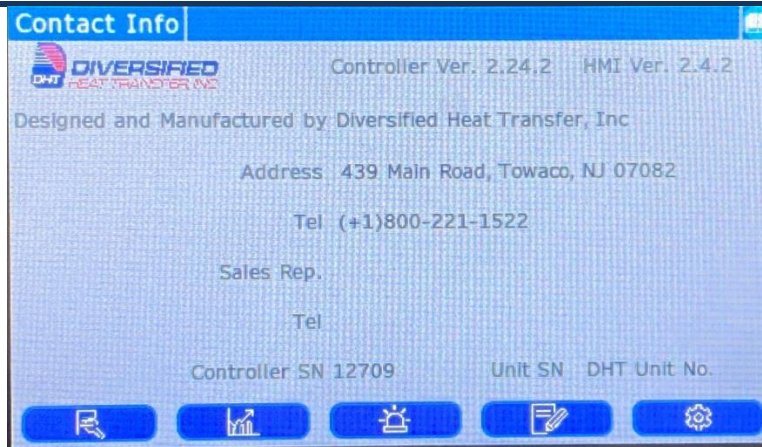 Contact Info
DHT DIVERSIFIED
HEAT TRANSFER INC
Controller Ver. 2.24.2 HMI Ver. 2.4.2
Designed and Manufactured by Diversified Heat Transfer, Inc
Address 439 Main Road, Towaco, NJ 07082
Tel (+1)800-221-1522
Sales Rep.
Tel
Controller SN 12709 Unit SN DHT Unit No.